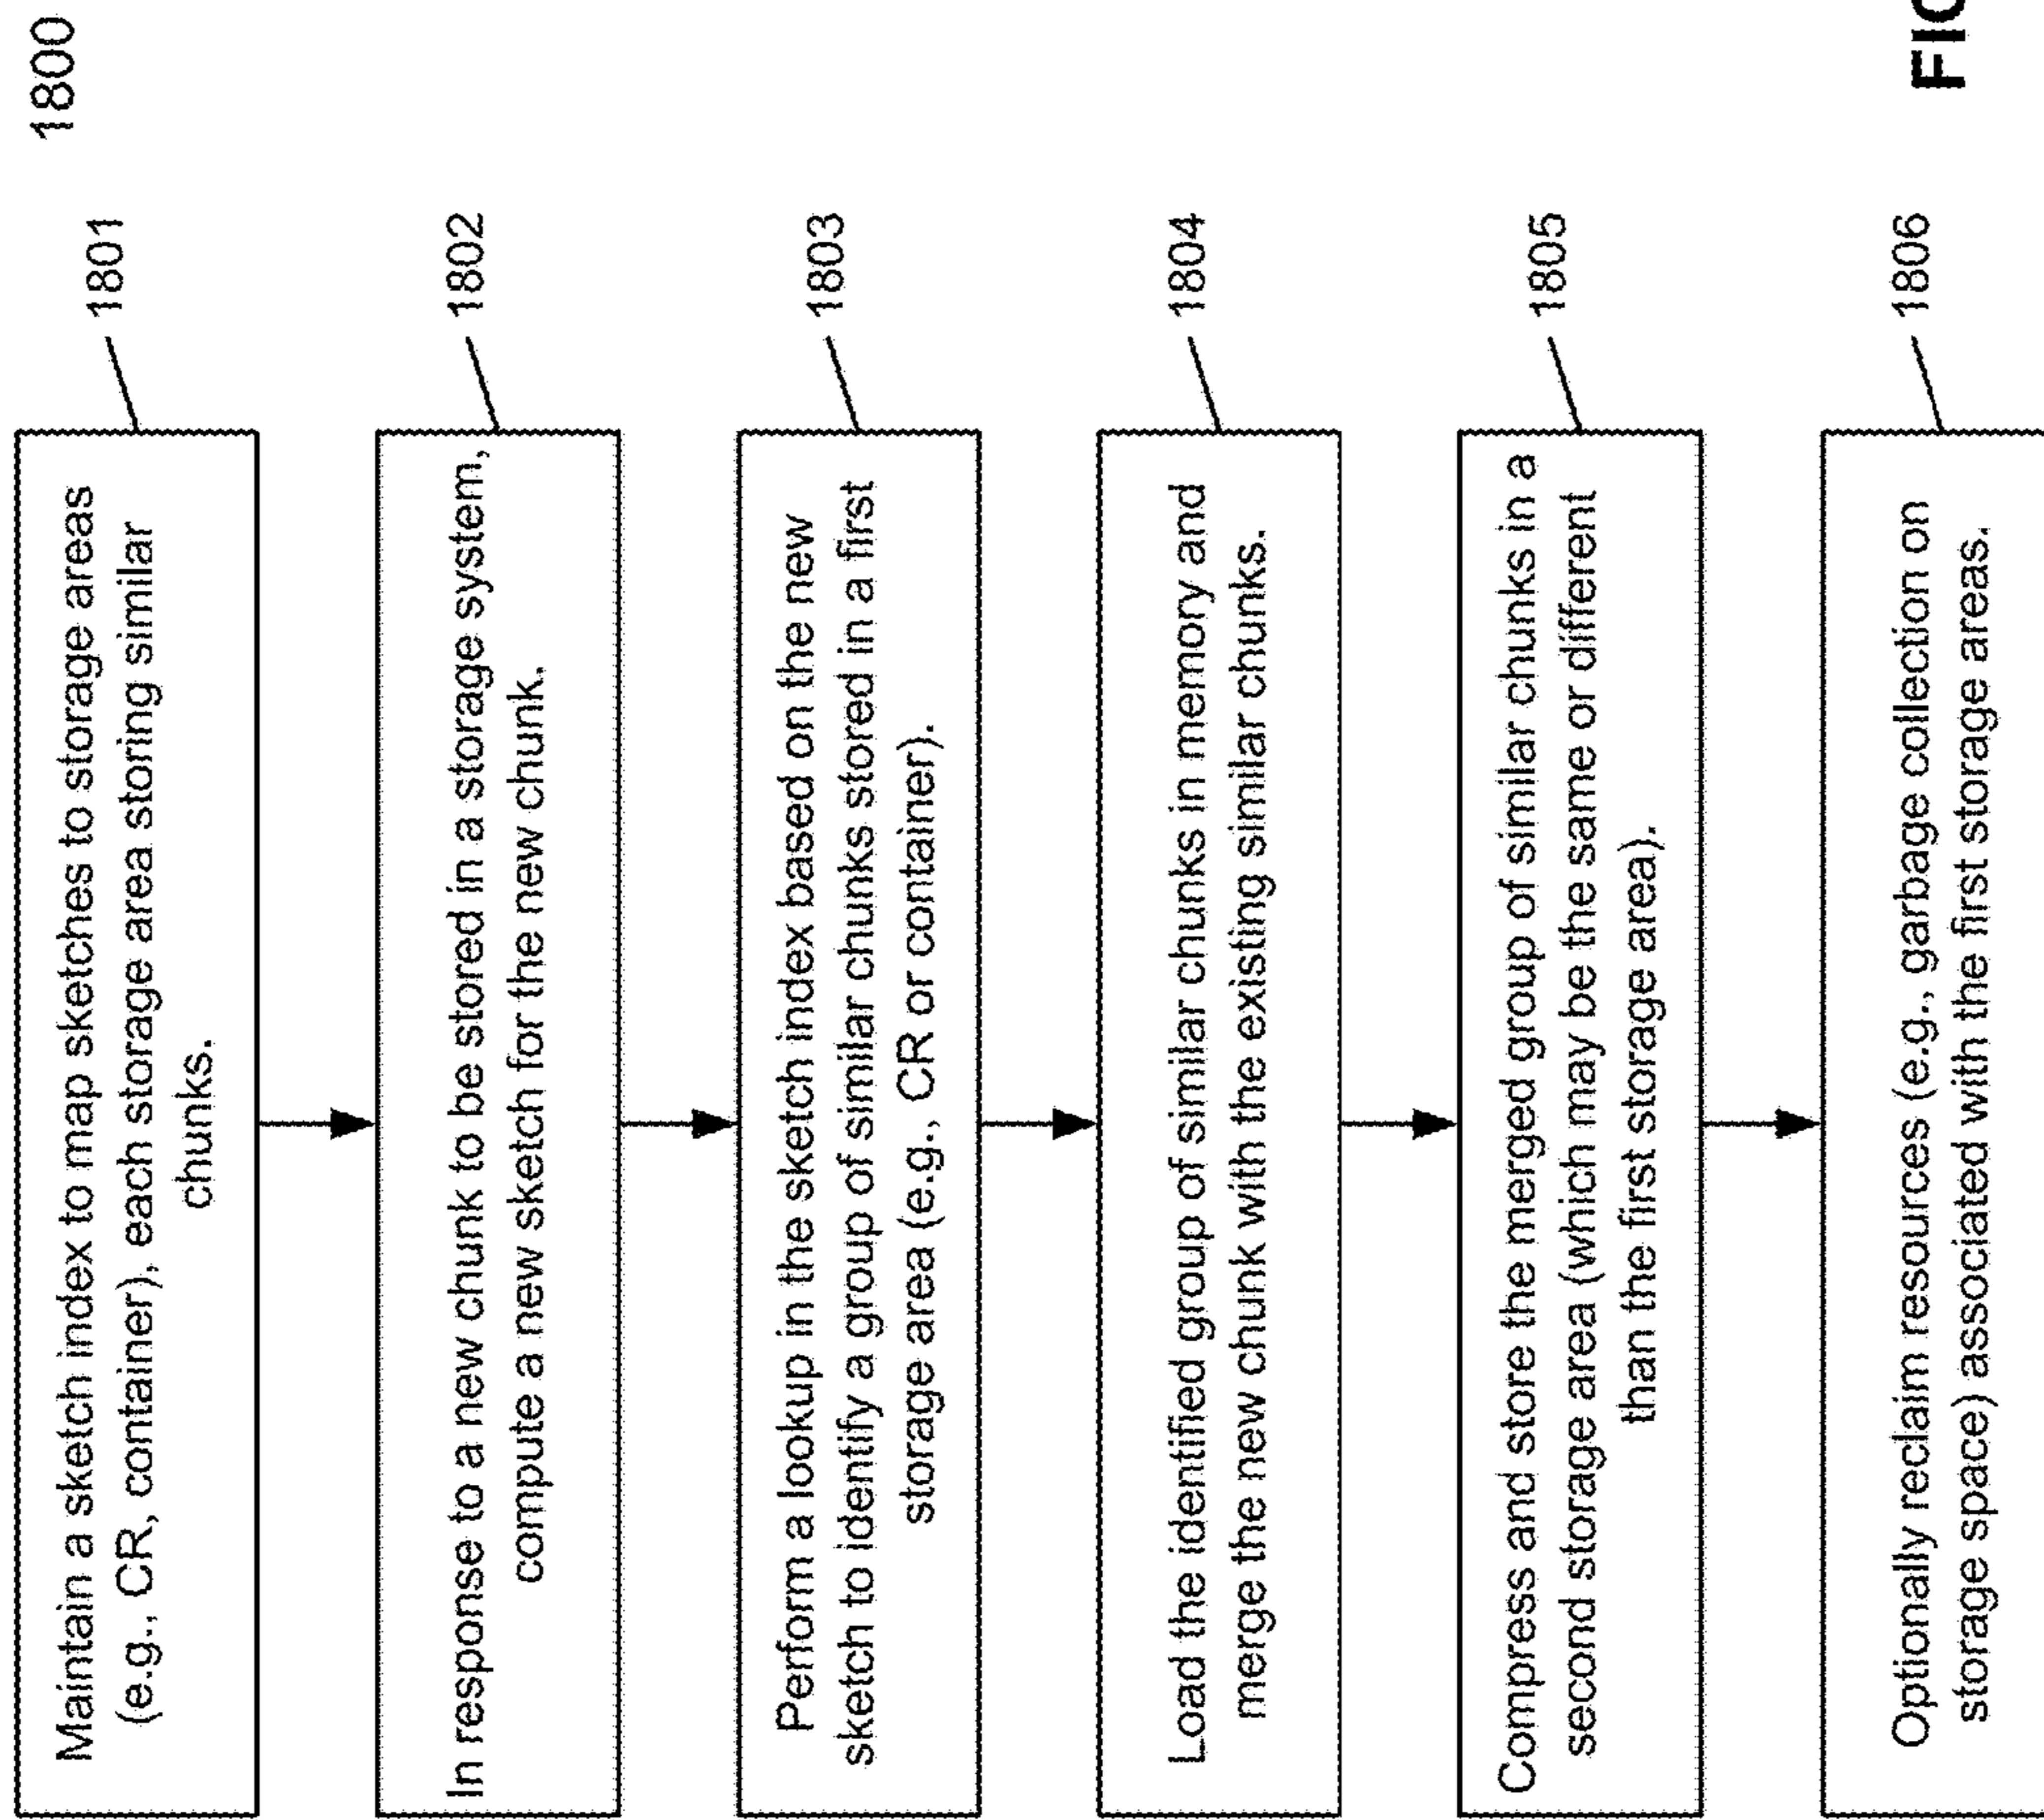 1800
Maintain a sketch index to map sketches to storage areas
(e.g., CR, container), each storage area storing similar
chunks.
1801
In response to a new chunk to be stored in a storage system,
compute a new sketch for the new chunk.
1802
Perform a lookup in the sketch index based on the new
sketch to identify a group of similar chunks stored in a first
storage area (e.g., CR or container).
1803
Load the identified group of similar chunks in memory and
merge the new chunk with the existing similar chunks.
1804
Compress and store the merged group of similar chunks in a
second storage area (which may be the same or different
than the first storage area).
1805
Optionally reclaim resources (e.g., garbage collection on
storage space) associated with the first storage areas.
1806